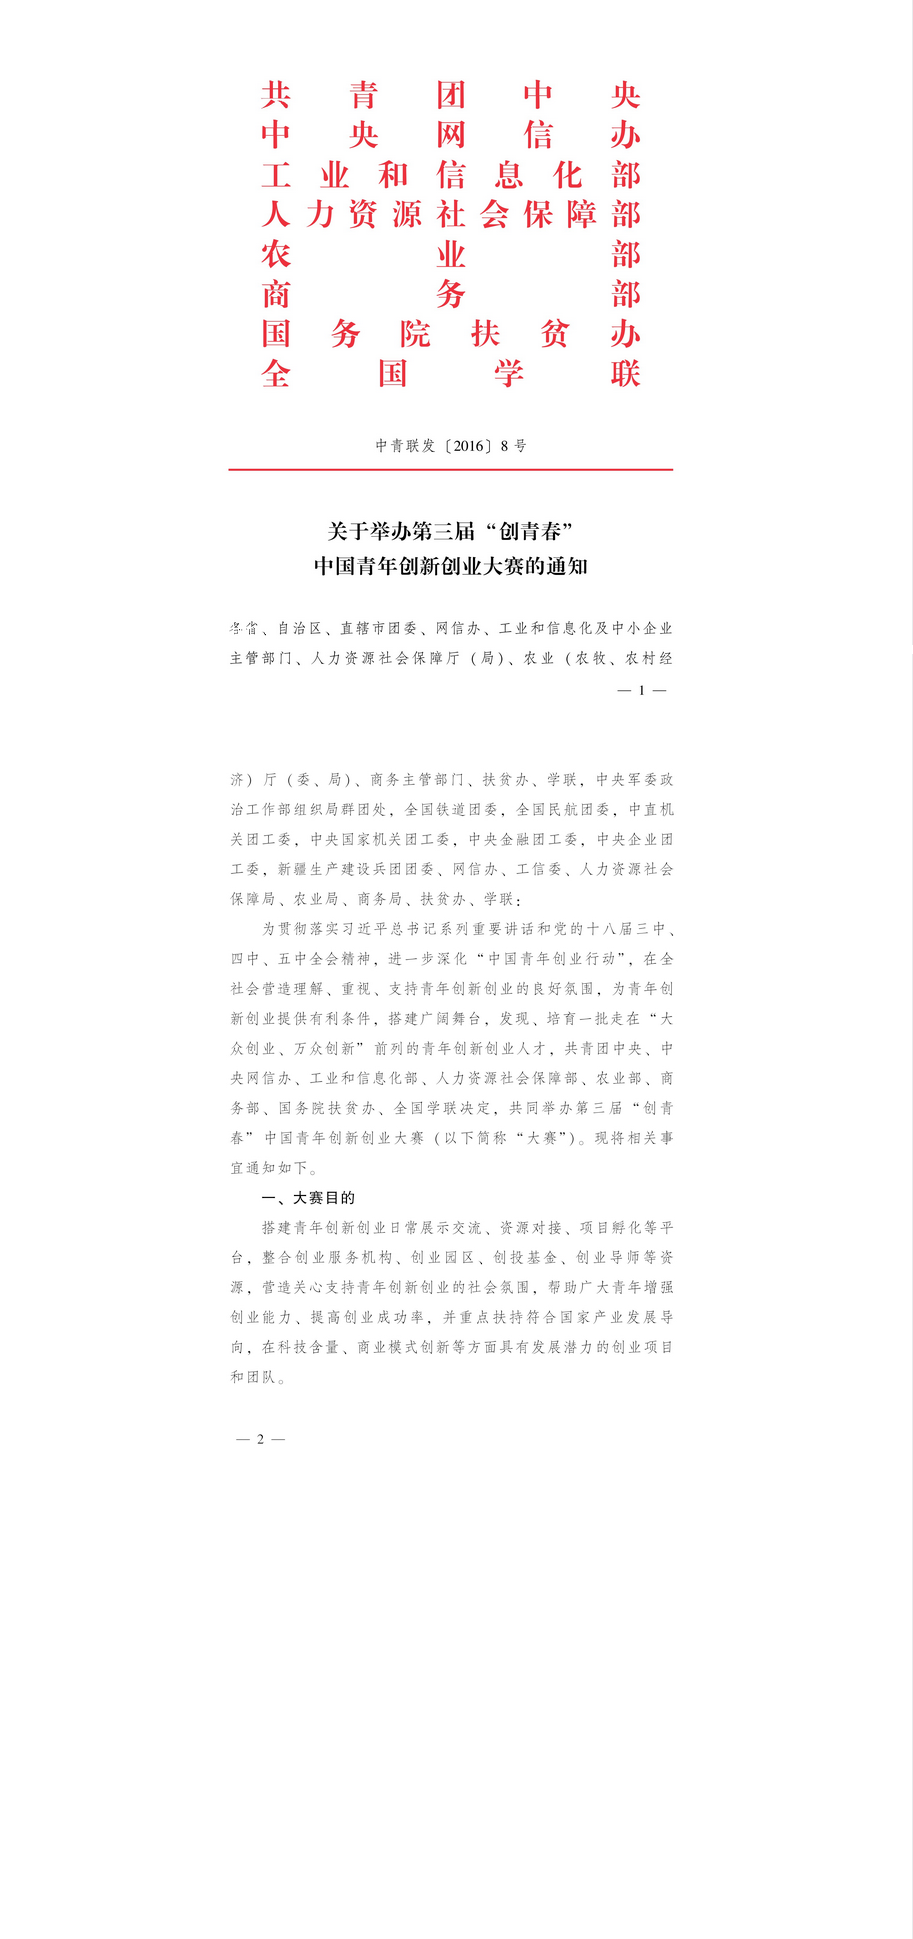 共青团中央
中央网信办
工业和信息化部
人力资源社会保障部
农业部
商务部
国务院扶贫办
全国学联
中青联发〔2016〕8号
关于举办第三届“创青春”
中国青年创新创业大赛的通知
各省、自治区、直辖市团委、网信办、工业和信息化及中小企业
主管部门、人力资源社会保障厅（局）、农业（农牧、农村经
— 1 —
济）厅（委、局）、商务主管部门、扶贫办、学联，中央军委政
治工作部组织局群团处，全国铁道团委，全国民航团委，中直机
关团工委，中央国家机关团工委，中央金融团工委，中央企业团
工委，新疆生产建设兵团团委、网信办、工信委、人力资源社会
保障局、农业局、商务局、扶贫办、学联：
为贯彻落实习近平总书记系列重要讲话和党的十八届三中、
四中、五中全会精神，进一步深化“中国青年创业行动”，在全
社会营造理解、重视、支持青年创新创业的良好氛围，为青年创
新创业提供有利条件，搭建广阔舞台，发现、培育一批走在“大
众创业、万众创新”前列的青年创新创业人才，共青团中央、中
央网信办、工业和信息化部、人力资源社会保障部、农业部、商
务部、国务院扶贫办、全国学联决定，共同举办第三届“创青
春”中国青年创新创业大赛（以下简称“大赛”）。现将相关事
宜通知如下。
一、大赛目的
搭建青年创新创业日常展示交流、资源对接、项目孵化等平
台，整合创业服务机构、创业园区、创投基金、创业导师等资
源，营造关心支持青年创新创业的社会氛围，帮助广大青年增强
创业能力、提高创业成功率，并重点扶持符合国家产业发展导
向，在科技含量、商业模式创新等方面具有发展潜力的创业项目
和团队。
— 2 —